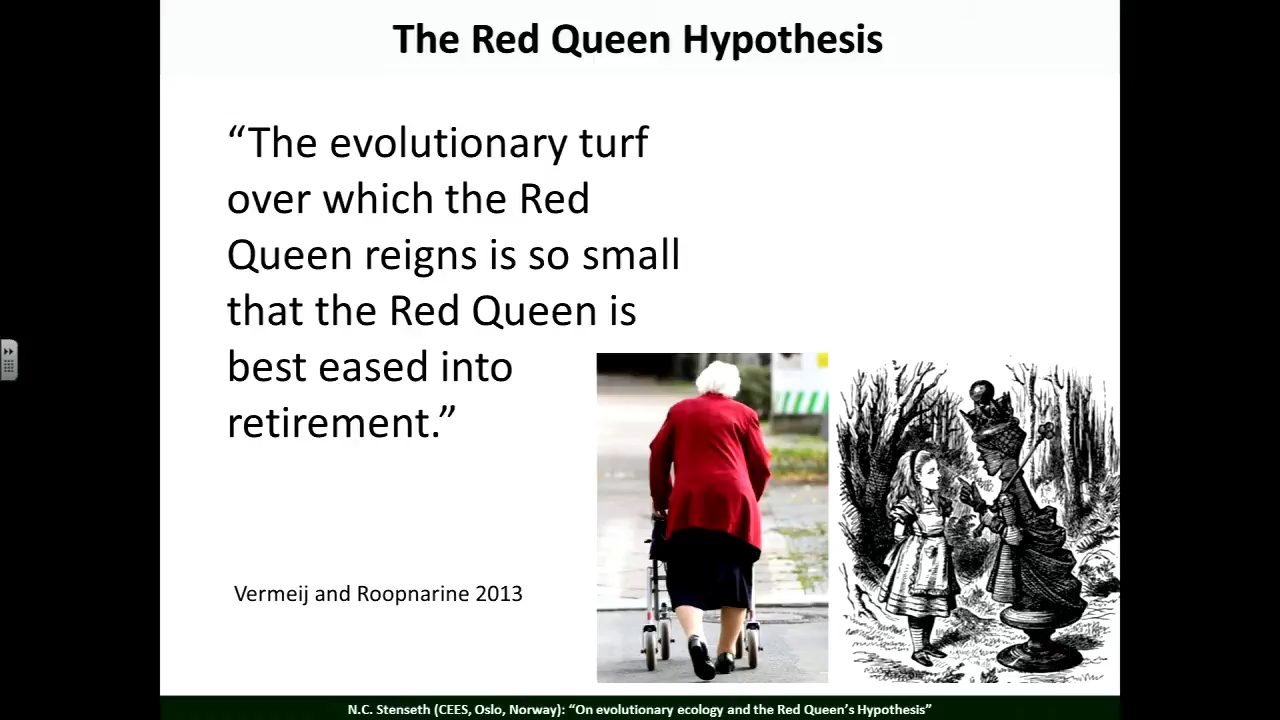 The Red Queen Hypothesis
“The evolutionary turf
over which the Red
Queen reigns is so small
that the Red Queen is
best eased into
retirement.”
Vermeij and Roopnarine 2013
N.C. Stenseth (CEES, Oslo, Norway): “On evolutionary ecology and the Red Queen’s Hypothesis”